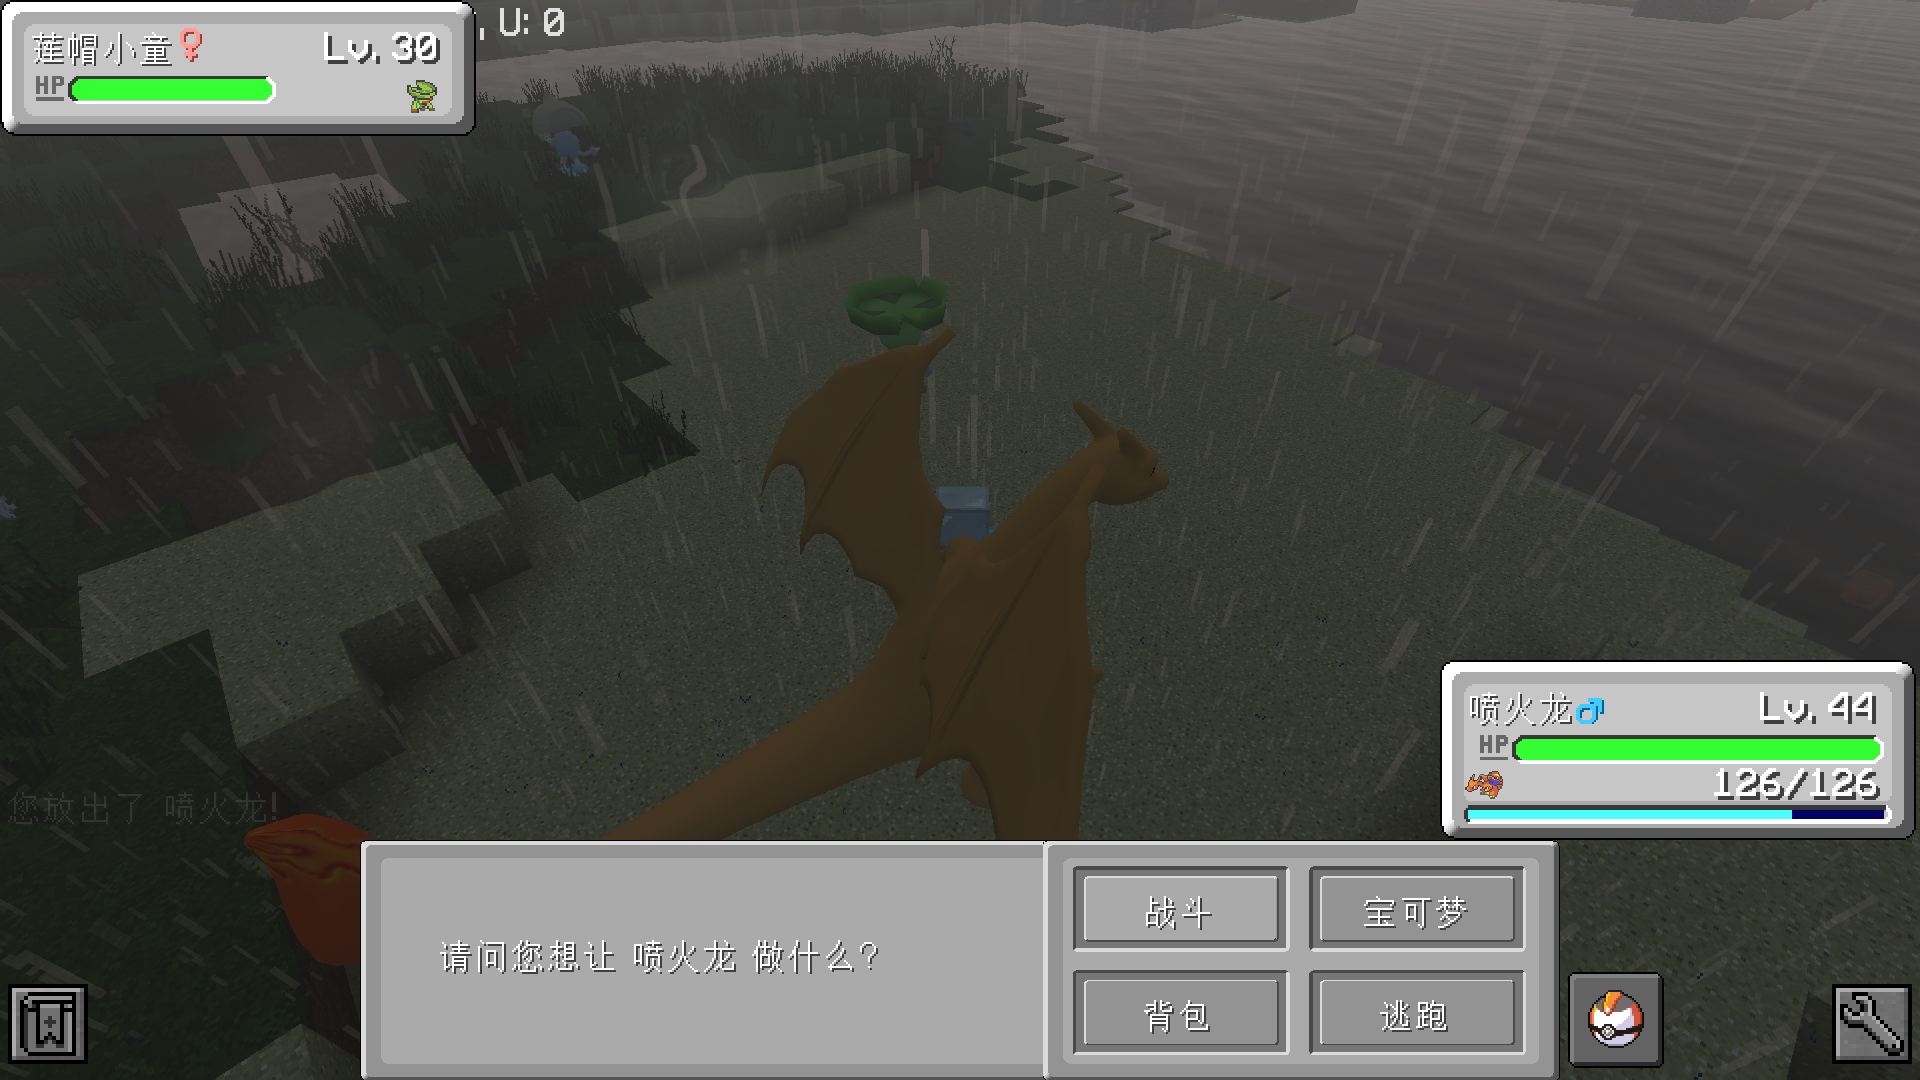 莲帽小童♀ Lv. 30
HP
, U: 0
喷火龙♂ Lv. 44
HP
126/126
您放出了 喷火龙!
请问您想让 喷火龙 做什么?
战斗
宝可梦
背包
逃跑